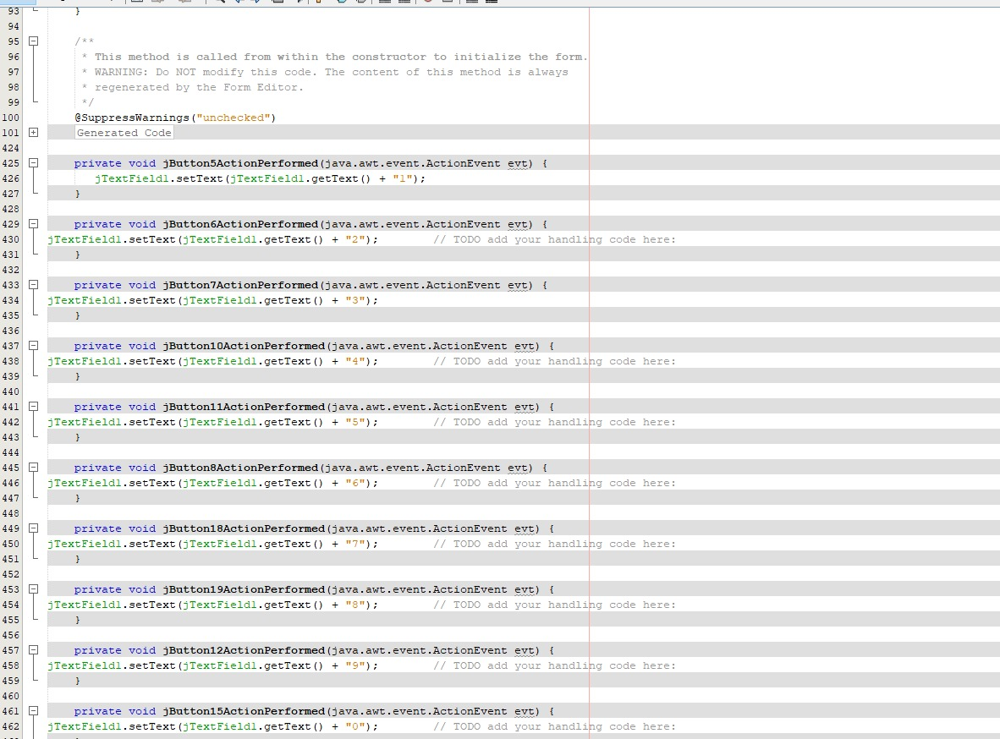 93 }
94
95 /**
96 * This method is called from within the constructor to initialize the form.
97 * WARNING: Do NOT modify this code. The content of this method is always
98 * regenerated by the Form Editor.
99 */
100 @SuppressWarnings("unchecked")
101 Generated Code
424
425 private void jButton5ActionPerformed(java.awt.event.ActionEvent evt) {
426 jTextField1.setText(jTextField1.getText() + "1");
427 }
428
429 private void jButton6ActionPerformed(java.awt.event.ActionEvent evt) {
430 jTextField1.setText(jTextField1.getText() + "2"); // TODO add your handling code here:
431 }
432
433 private void jButton7ActionPerformed(java.awt.event.ActionEvent evt) {
434 jTextField1.setText(jTextField1.getText() + "3");
435 }
436
437 private void jButton10ActionPerformed(java.awt.event.ActionEvent evt) {
438 jTextField1.setText(jTextField1.getText() + "4"); // TODO add your handling code here:
439 }
440
441 private void jButton11ActionPerformed(java.awt.event.ActionEvent evt) {
442 jTextField1.setText(jTextField1.getText() + "5"); // TODO add your handling code here:
443 }
444
445 private void jButton8ActionPerformed(java.awt.event.ActionEvent evt) {
446 jTextField1.setText(jTextField1.getText() + "6"); // TODO add your handling code here:
447 }
448
449 private void jButton18ActionPerformed(java.awt.event.ActionEvent evt) {
450 jTextField1.setText(jTextField1.getText() + "7"); // TODO add your handling code here:
451 }
452
453 private void jButton19ActionPerformed(java.awt.event.ActionEvent evt) {
454 jTextField1.setText(jTextField1.getText() + "8"); // TODO add your handling code here:
455 }
456
457 private void jButton12ActionPerformed(java.awt.event.ActionEvent evt) {
458 jTextField1.setText(jTextField1.getText() + "9"); // TODO add your handling code here:
459 }
460
461 private void jButton15ActionPerformed(java.awt.event.ActionEvent evt) {
462 jTextField1.setText(jTextField1.getText() + "0"); // TODO add your handling code here: